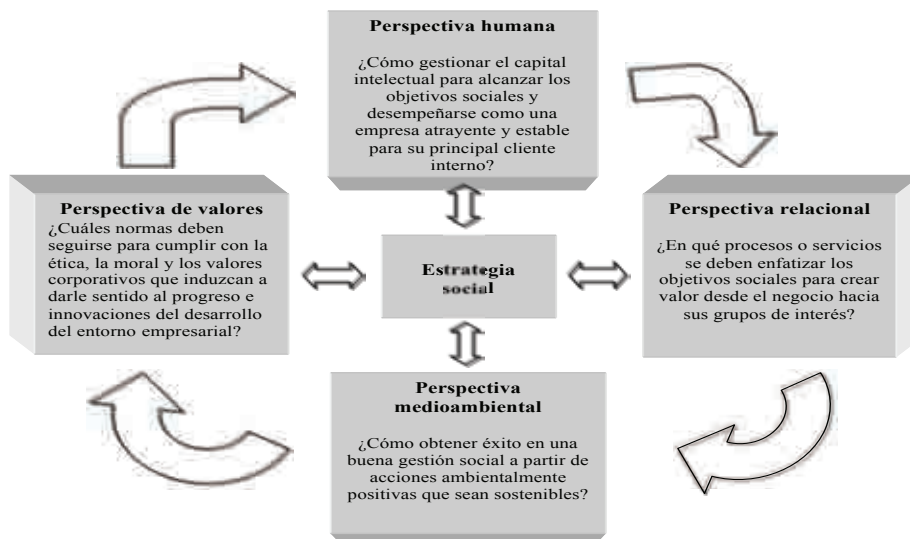 Perspectiva humana
¿Cómo gestionar el capital
intelectual para alcanzar los
objetivos sociales y
desempeñarse como una
empresa atrayente y estable
para su principal cliente
interno?
Perspectiva de valores
¿Cuáles normas deben
seguirse para cumplir con la
ética, la moral y los valores
corporativos que induzcan a
darle sentido al progreso e
innovaciones del desarrollo
del entorno empresarial?
Estrategia
social
Perspectiva relacional
¿En qué procesos o servicios
se deben enfatizar los
objetivos sociales para crear
valor desde el negocio hacia
sus grupos de interés?
Perspectiva
medioambiental
¿Cómo obtener éxito en una
buena gestión social a partir de
acciones ambientalmente
positivas que sean sostenibles?